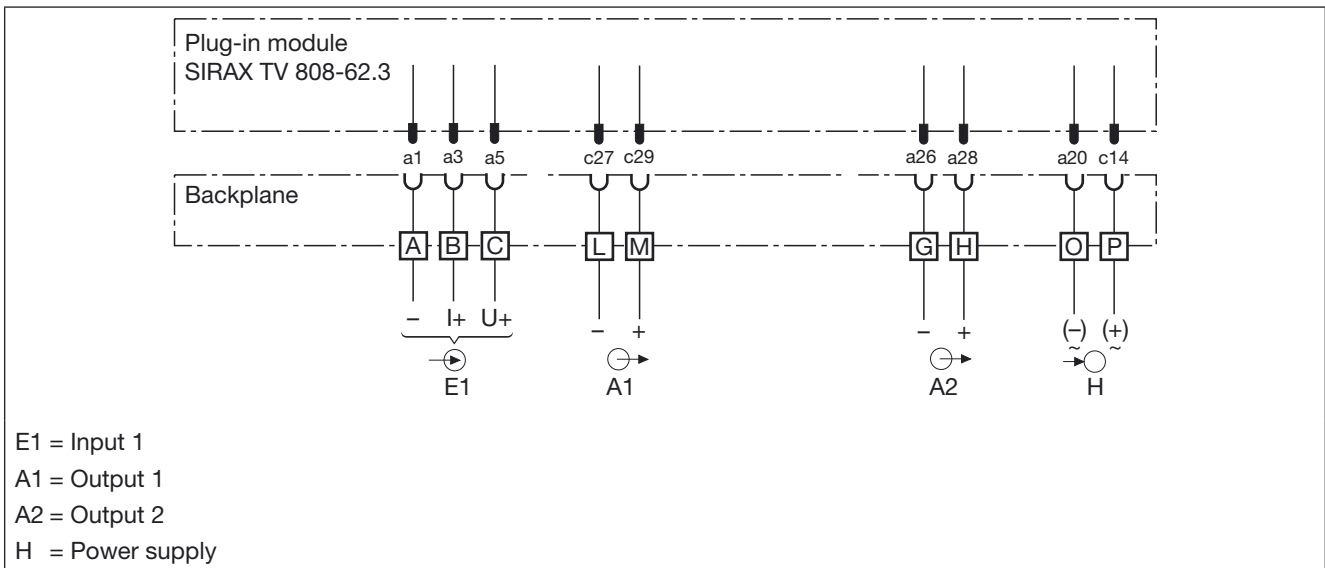 Plug-in module
SIRAX TV 808-62.3
a1 a3 a5 c27 c29 a26 a28 a20 c14
Backplane
A B C L M G H O P
– I+ U+ – + – + (–) (+)
~ ~
E1 A1 A2 H
E1 = Input 1
A1 = Output 1
A2 = Output 2
H = Power supply